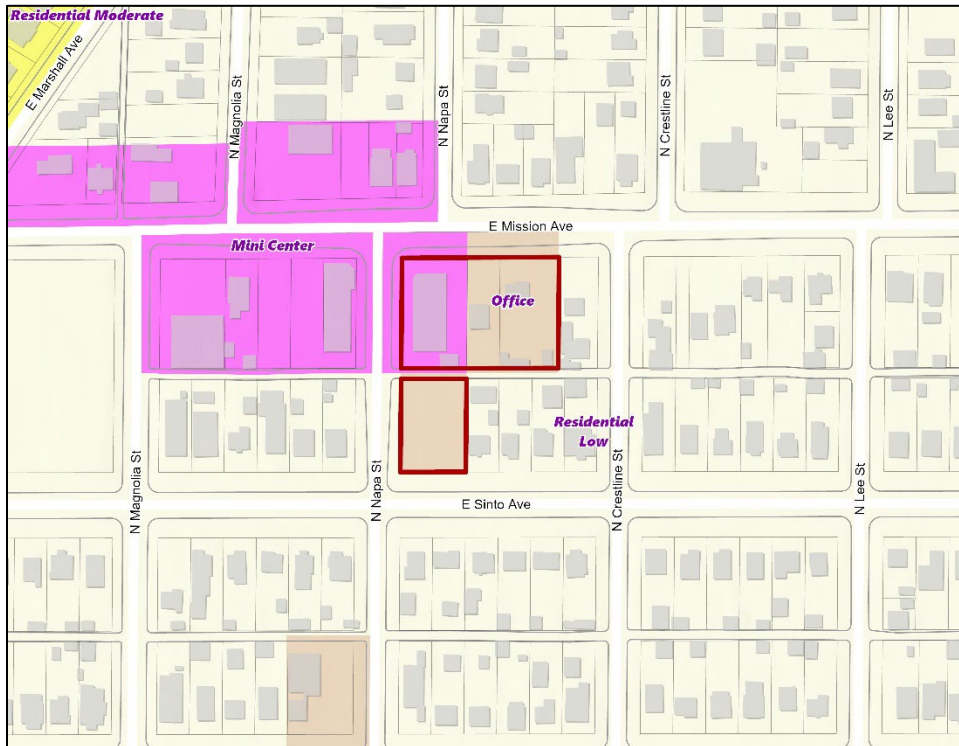 Residential Moderate
E Marshall Ave
N Magnolia St
N Napa St
N Crestline St
N Lee St
E Mission Ave
Mini Center
Office
Residential
Low
N Magnolia St
N Napa St
N Crestline St
N Lee St
E Sinto Ave